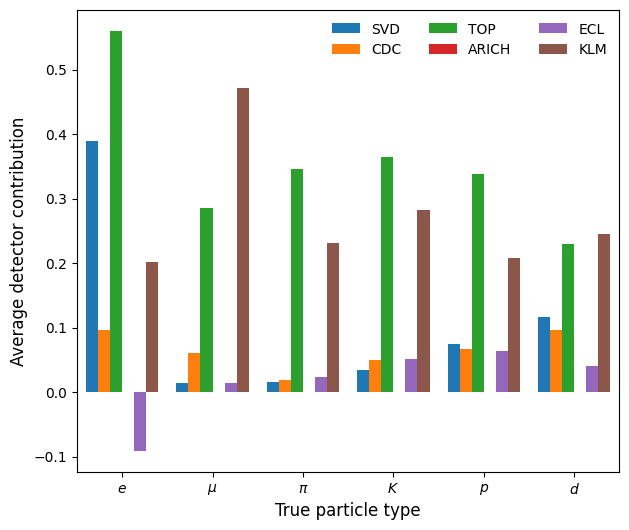 SVD TOP ECL
CDC ARICH KLM
0.5
0.4
0.3
0.2
0.1
0.0
−0.1
Average detector contribution
e μ π K p d
True particle type